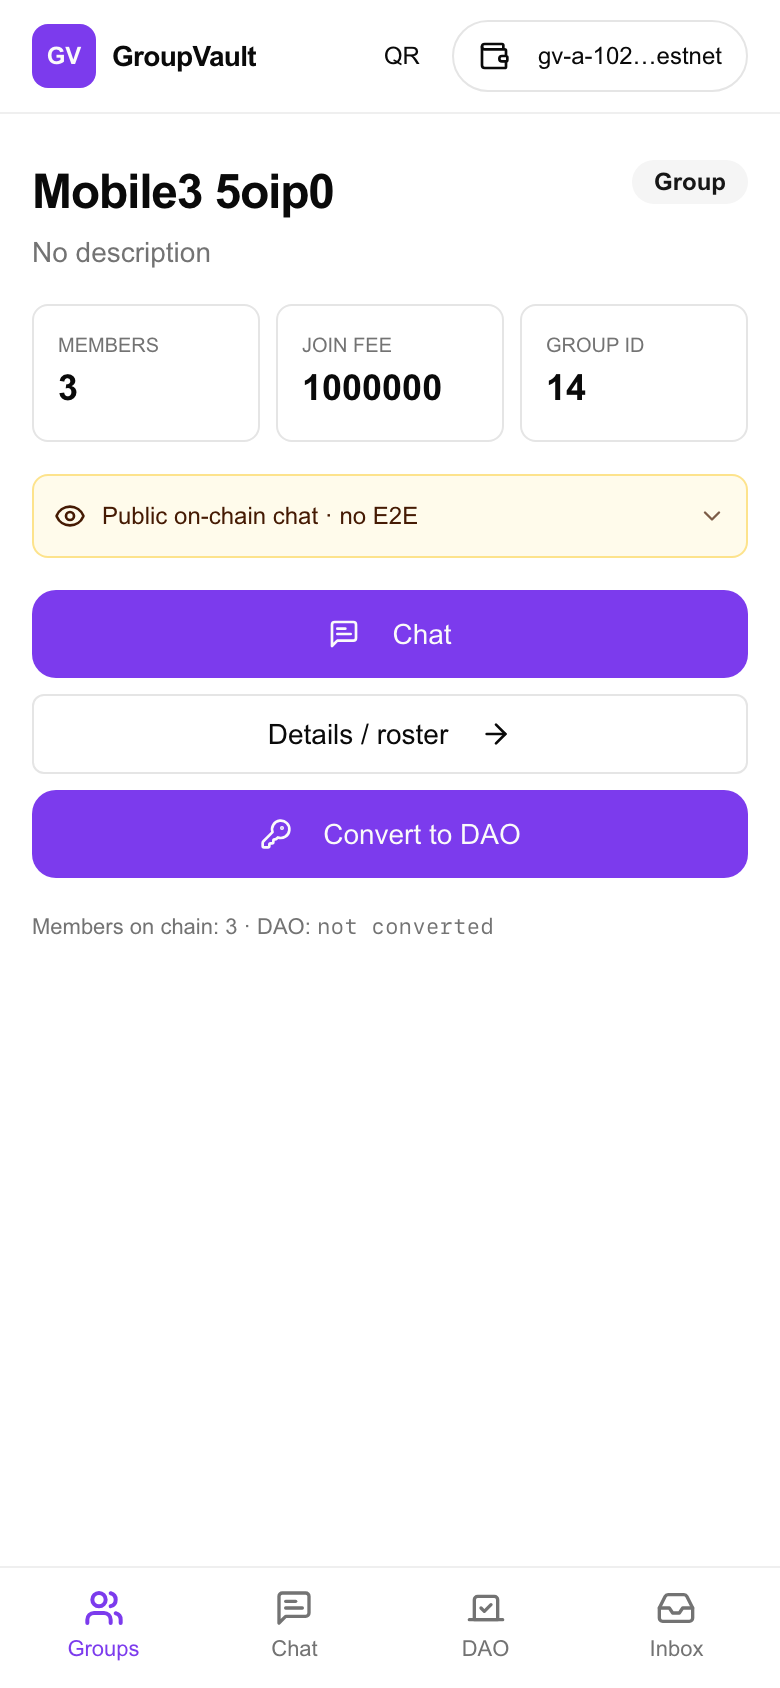 GV GroupVault QR gv-a-102...estnet
Mobile3 5oip0 Group
No description
MEMBERS JOIN FEE GROUP ID
3 1000000 14
Public on-chain chat · no E2E
Chat
Details / roster
Convert to DAO
Members on chain: 3 · DAO: not converted
Groups Chat DAO Inbox